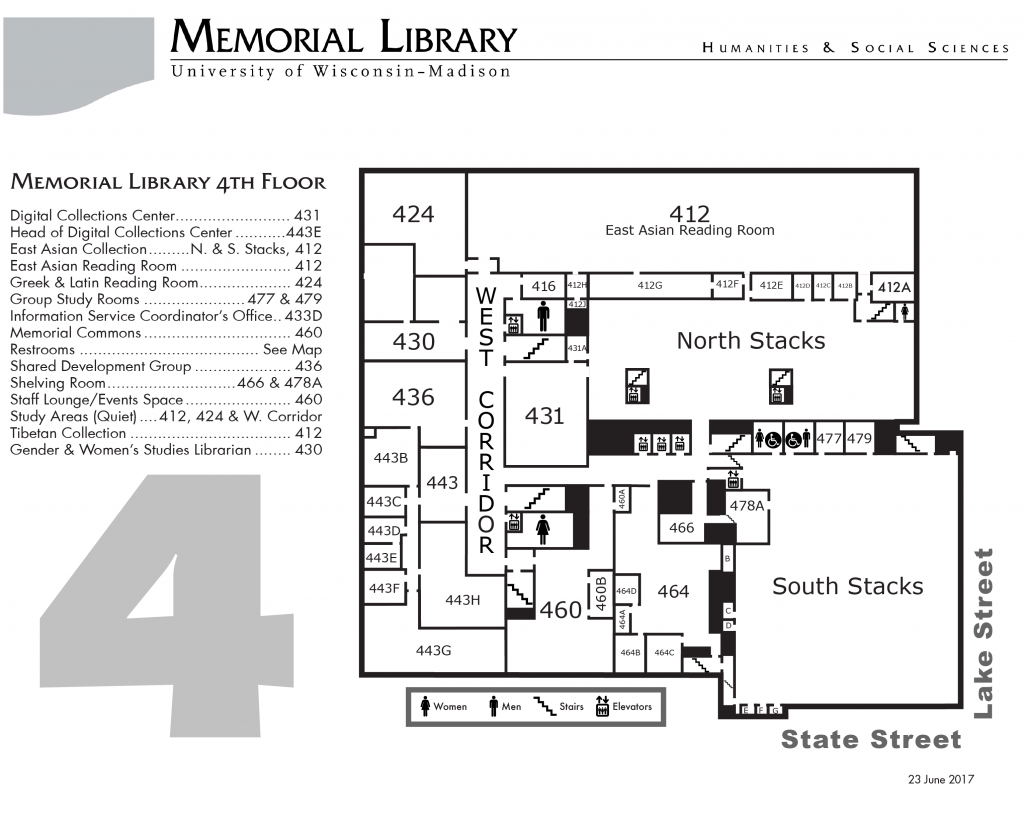 MEMORIAL LIBRARY
University of Wisconsin-Madison
HUMANITIES & SOCIAL SCIENCES
MEMORIAL LIBRARY 4TH FLOOR
Digital Collections Center......................... 431
Head of Digital Collections Center ...........443E
East Asian Collection.........N. & S. Stacks, 412
East Asian Reading Room ........................ 412
Greek & Latin Reading Room.................... 424
Group Study Rooms ...................... 477 & 479
Information Service Coordinator's Office.. 433D
Memorial Commons ................................ 460
Restrooms ...................................... See Map
Shared Development Group ..................... 436
Shelving Room............................466 & 478A
Staff Lounge/Events Space ........................ 460
Study Areas (Quiet) ....412, 424 & W. Corridor
Tibetan Collection .................................. 412
Gender & Women's Studies Librarian ........ 430
4
424
412
East Asian Reading Room
416
412H
412J
412G
412F
412E
412D
412C
412B
412A
WEST CORRIDOR
430
431A
North Stacks
436
431
477
479
443B
443
443C
443D
443E
443F
443H
443G
460A
466
478A
460
460B
464D
464A
464
464B
464C
B
C
D
E
F
G
South Stacks
Lake Street
State Street
Women
Men
Stairs
Elevators
23 June 2017